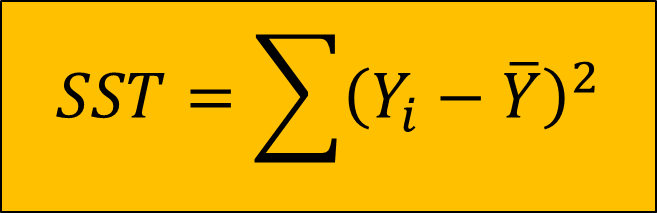 SST = ∑(Yᵢ − Ȳ)²